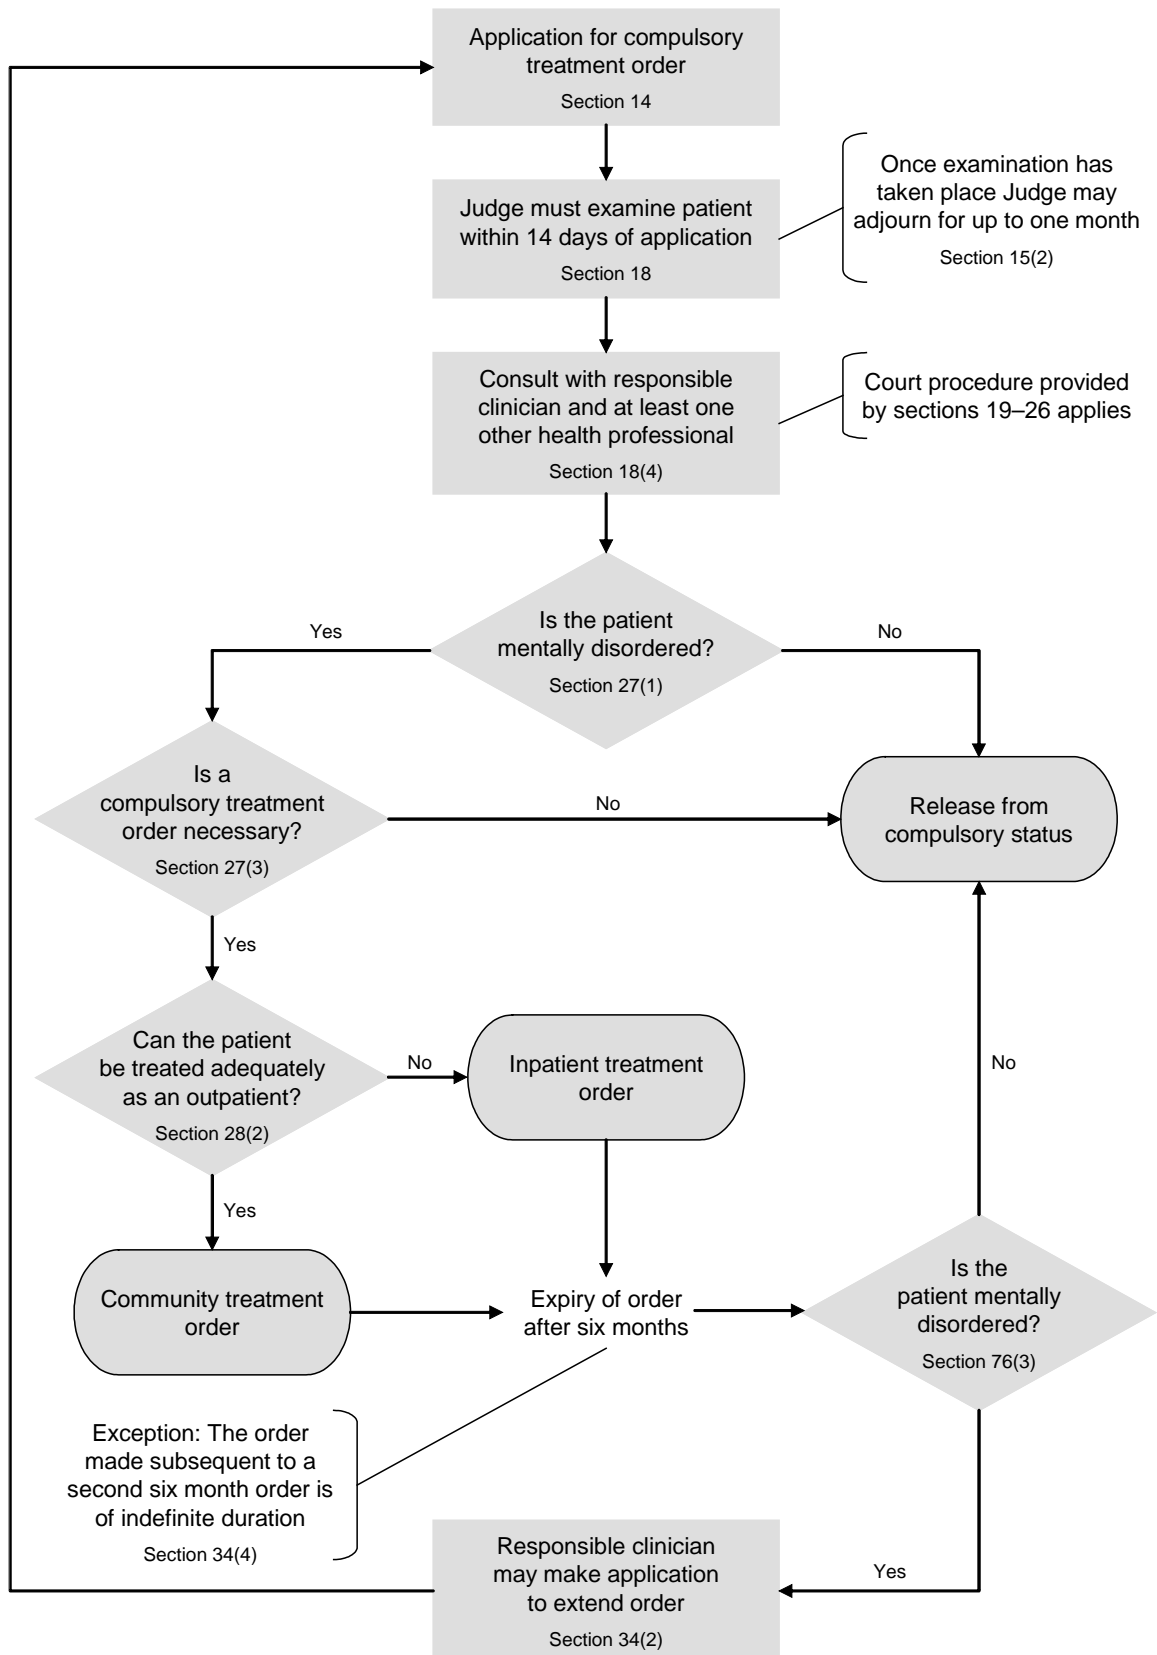 Application for compulsory
treatment order
Section 14
Judge must examine patient
within 14 days of application
Section 18
Once examination has
taken place Judge may
adjourn for up to one month
Section 15(2)
Consult with responsible
clinician and at least one
other health professional
Section 18(4)
Court procedure provided
by sections 19–26 applies
Is the patient
mentally disordered?
Section 27(1)
Yes
No
Is a
compulsory treatment
order necessary?
Section 27(3)
No
Release from
compulsory status
Yes
Can the patient
be treated adequately
as an outpatient?
Section 28(2)
No
Inpatient treatment
order
No
Yes
Community treatment
order
Expiry of order
after six months
Is the
patient mentally
disordered?
Section 76(3)
Exception: The order
made subsequent to a
second six month order is
of indefinite duration
Section 34(4)
Responsible clinician
may make application
to extend order
Section 34(2)
Yes